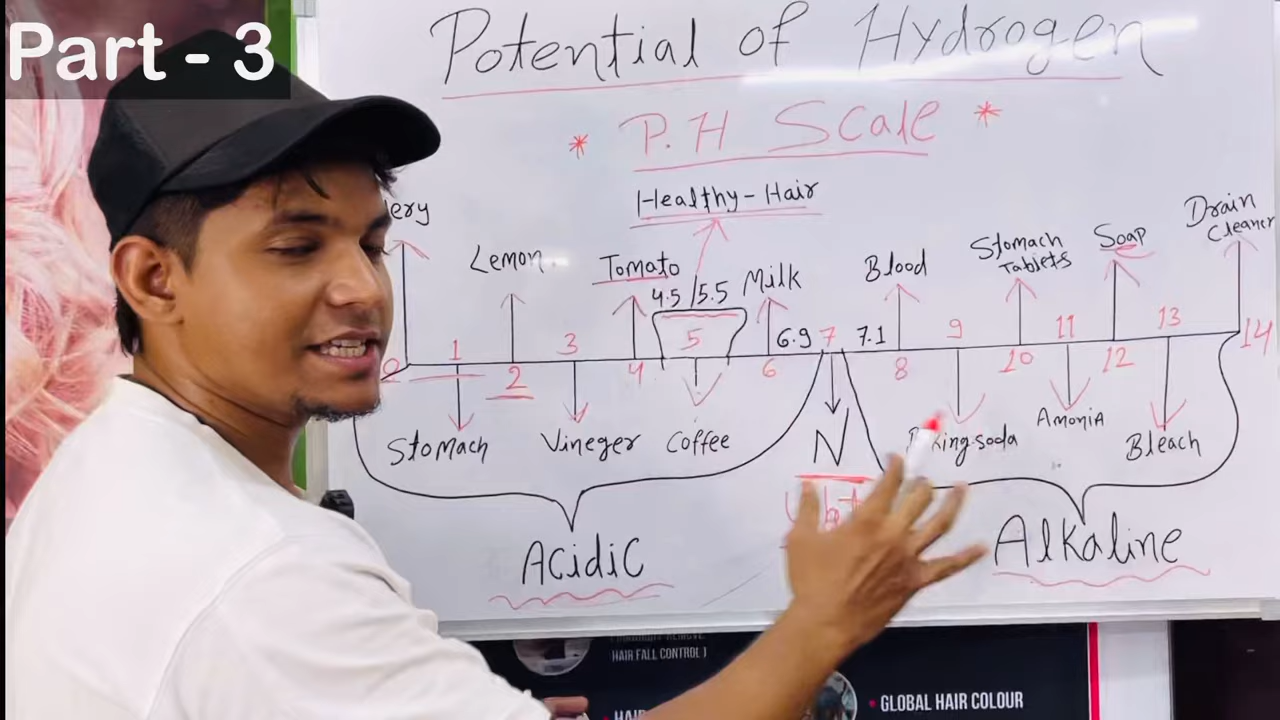 Part - 3
Potential of Hydrogen
* P.H Scale *
Healthy-Hair
Lemon
Tomato
4.5/5.5
Milk
Blood
Stomach Tablets
Soap
Drain Cleaner
0 1 2 3 4 5 6 6.9 7 7.1 8 9 10 11 12 13 14
Stomach
Vineger
Coffee
N
Amonia
Bleach
Acidic
Alkaline
HAIR FALL CONTROL
• GLOBAL HAIR COLOUR